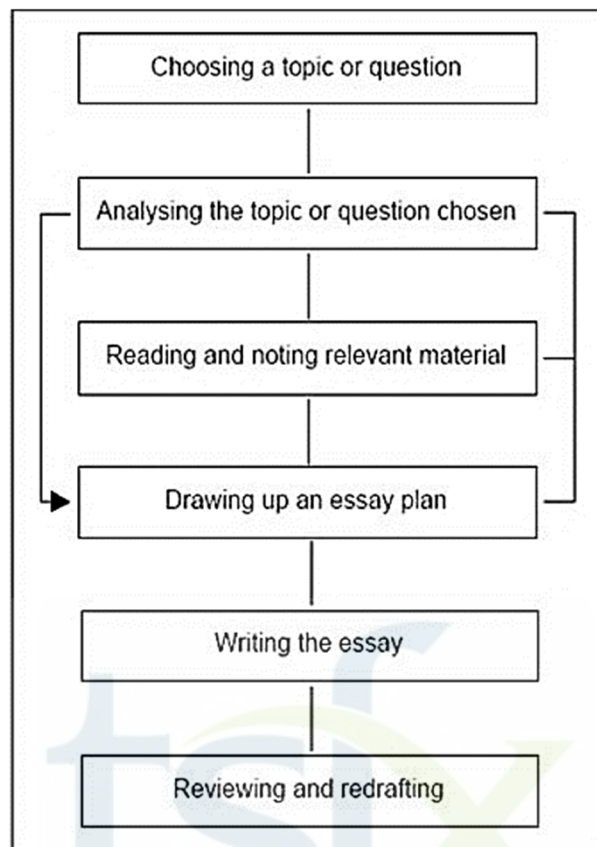 Choosing a topic or question
Analysing the topic or question chosen
Reading and noting relevant material
Drawing up an essay plan
Writing the essay
Reviewing and redrafting
tsfx